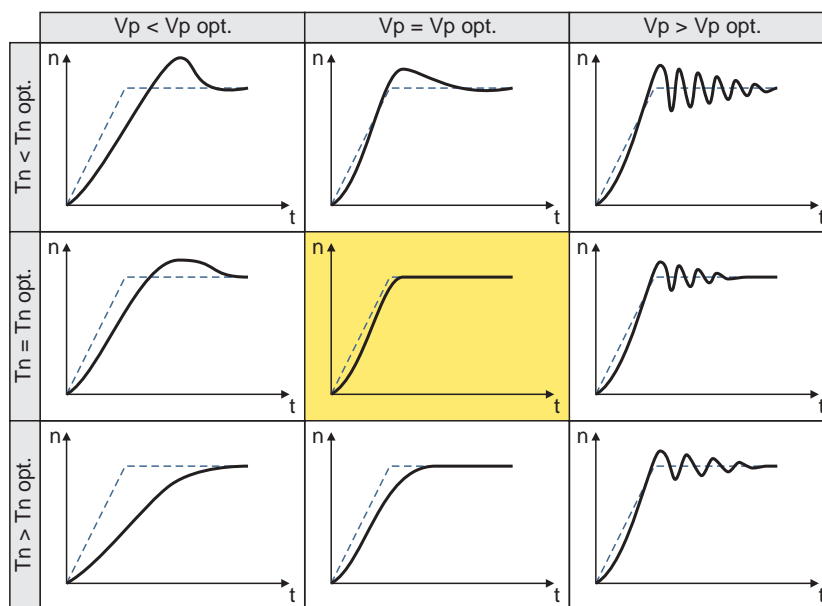 Vp < Vp opt. Vp = Vp opt. Vp > Vp opt.
Tn < Tn opt.
n t n t n t
Tn = Tn opt.
n t n t n t
Tn > Tn opt.
n t n t n t